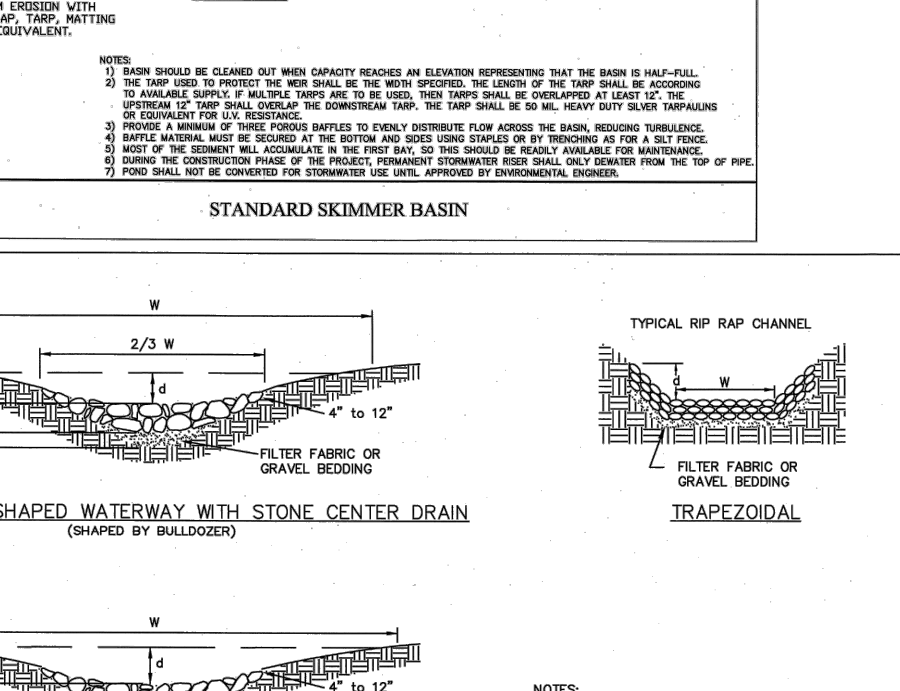 M EROSION WITH
AP, TARP, MATTING
EQUIVALENT.
NOTES:
1) BASIN SHOULD BE CLEANED OUT WHEN CAPACITY REACHES AN ELEVATION REPRESENTING THAT THE BASIN IS HALF-FULL.
2) THE TARP USED TO PROTECT THE WEIR SHALL BE THE WIDTH SPECIFIED. THE LENGTH OF THE TARP SHALL BE ACCORDING
TO AVAILABLE SUPPLY. IF MULTIPLE TARPS ARE TO BE USED, THEN TARPS SHALL BE OVERLAPPED AT LEAST 12". THE
UPSTREAM 12" TARP SHALL OVERLAP THE DOWNSTREAM TARP. THE TARP SHALL BE 50 MIL. HEAVY DUTY SILVER TARPAULINS
OR EQUIVALENT FOR U.V. RESISTANCE.
3) PROVIDE A MINIMUM OF THREE POROUS BAFFLES TO EVENLY DISTRIBUTE FLOW ACROSS THE BASIN, REDUCING TURBULENCE.
4) BAFFLE MATERIAL MUST BE SECURED AT THE BOTTOM AND SIDES USING STAPLES OR BY TRENCHING AS FOR A SILT FENCE.
5) MOST OF THE SEDIMENT WILL ACCUMULATE IN THE FIRST BAY, SO THIS SHOULD BE READILY AVAILABLE FOR MAINTENANCE.
6) DURING THE CONSTRUCTION PHASE OF THE PROJECT, PERMANENT STORMWATER RISER SHALL ONLY DEWATER FROM THE TOP OF PIPE.
7) POND SHALL NOT BE CONVERTED FOR STORMWATER USE UNTIL APPROVED BY ENVIRONMENTAL ENGINEER.
STANDARD SKIMMER BASIN
W
2/3 W
d
4" to 12"
FILTER FABRIC OR
GRAVEL BEDDING
SHAPED WATERWAY WITH STONE CENTER DRAIN
(SHAPED BY BULLDOZER)
TYPICAL RIP RAP CHANNEL
d
W
FILTER FABRIC OR
GRAVEL BEDDING
TRAPEZOIDAL
W
d
4" to 12"
NOTES: